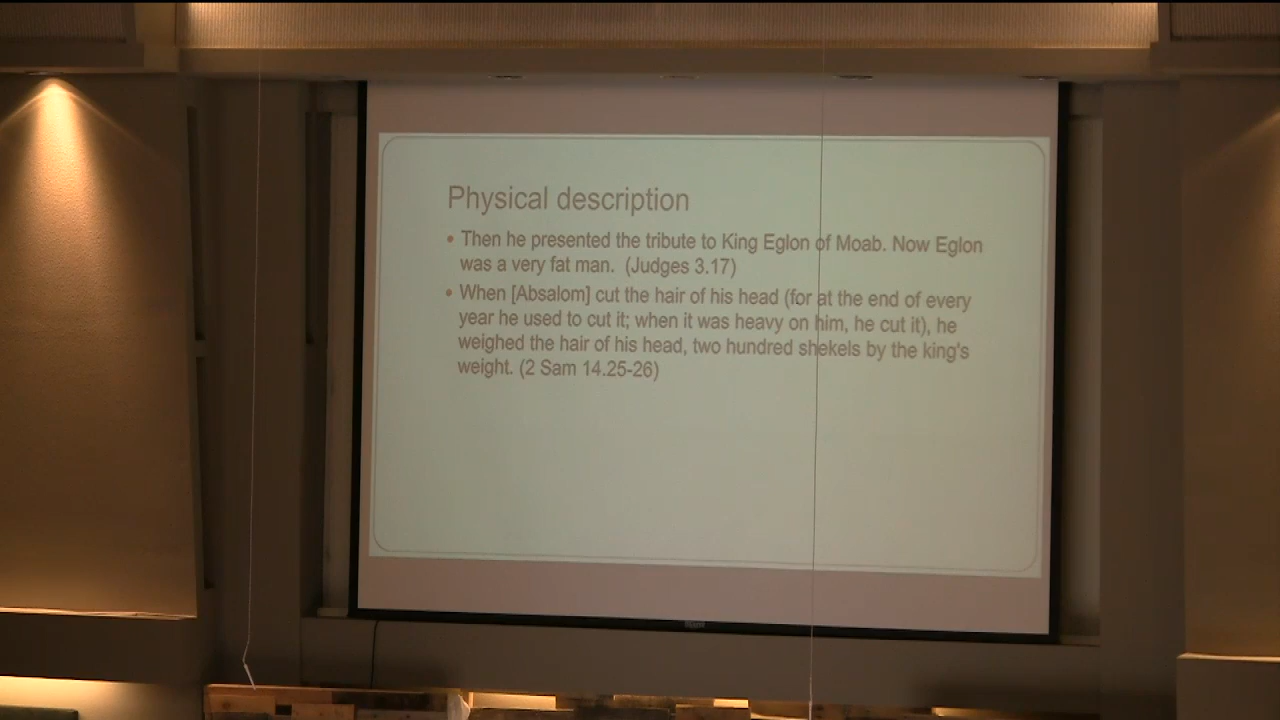 Physical description
• Then he presented the tribute to King Eglon of Moab. Now Eglon
was a very fat man. (Judges 3.17)
• When [Absalom] cut the hair of his head (for at the end of every
year he used to cut it; when it was heavy on him, he cut it), he
weighed the hair of his head, two hundred shekels by the king's
weight. (2 Sam 14.25-26)